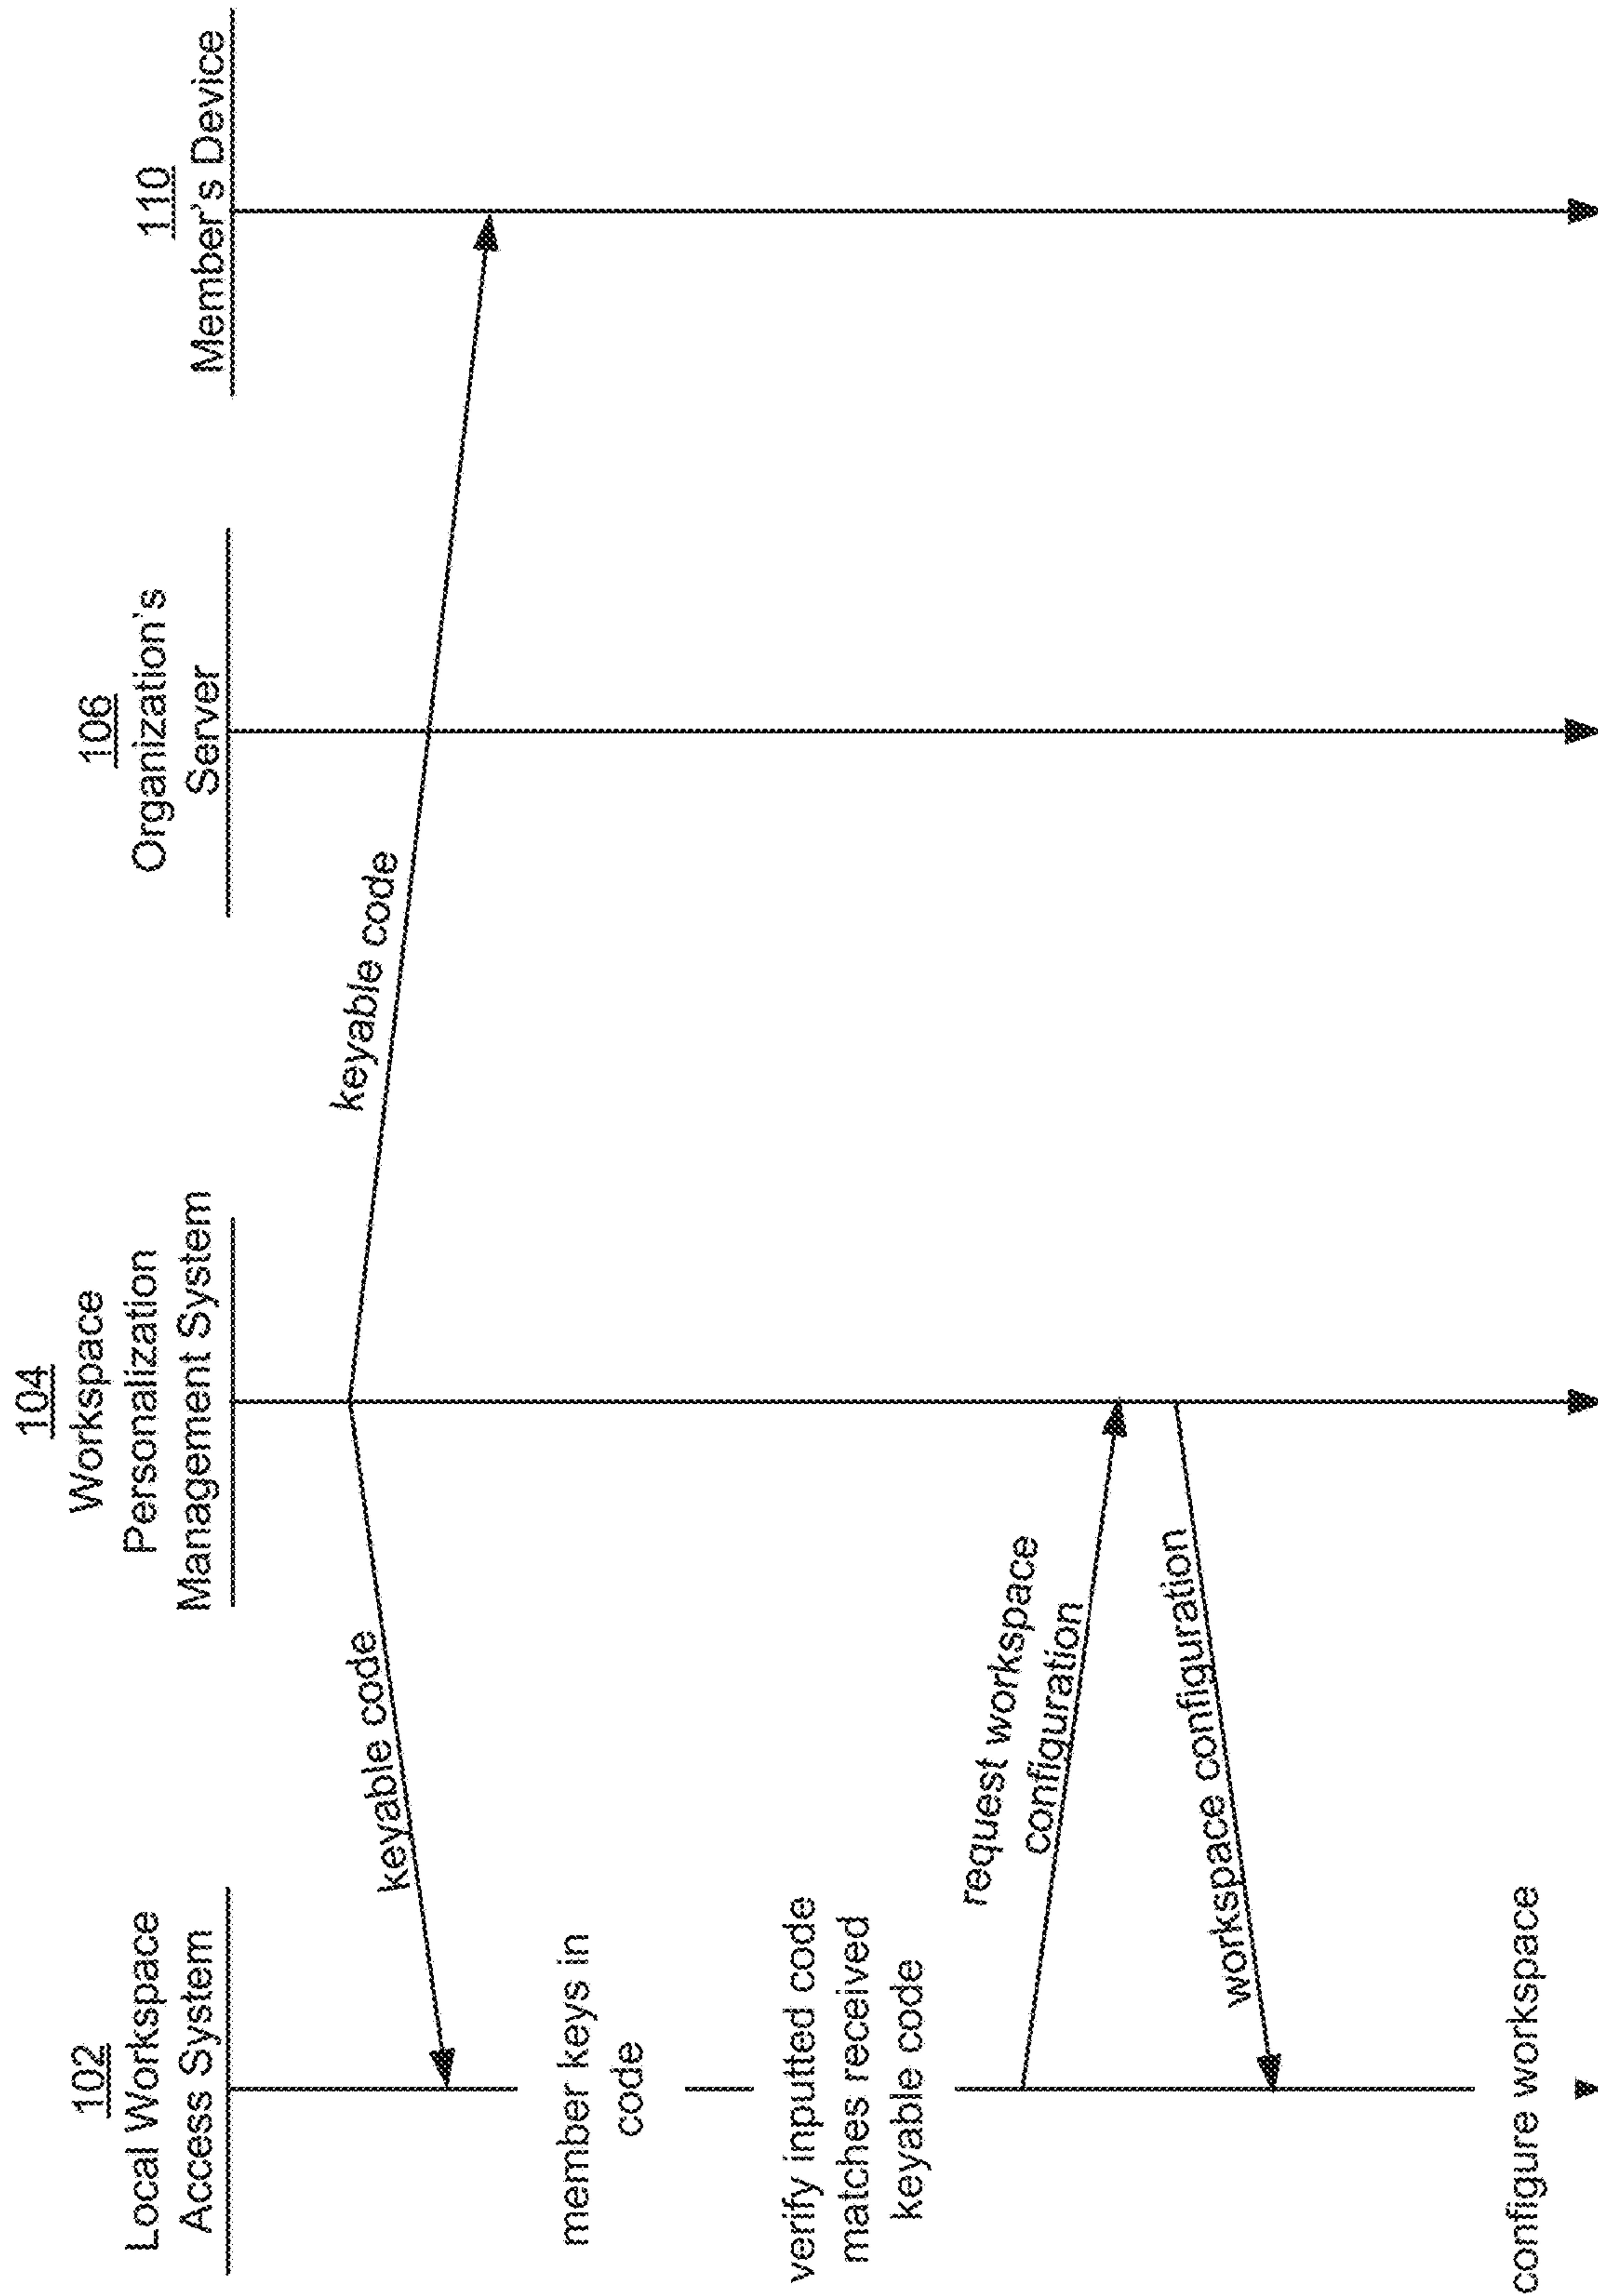 102
Local Workspace
Access System
104
Workspace
Personalization
Management System
106
Organization's
Server
110
Member's Device
keyable code
keyable code
member keys in
code
verify inputted code
matches received
keyable code
request workspace
configuration
workspace configuration
configure workspace